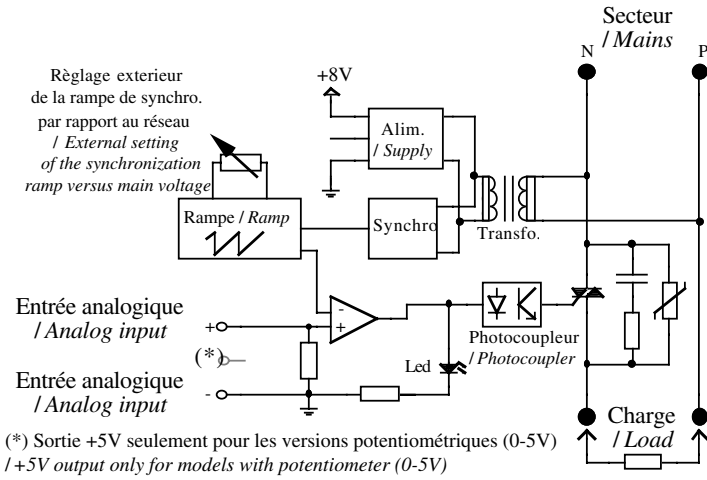 Secteur
/ Mains
N
P
Règlage exterieur
de la rampe de synchro.
par rapport au réseau
/ External setting
of the synchronization
ramp versus main voltage
+8V
Alim.
/ Supply
Rampe / Ramp
Synchro
Transfo.
Entrée analogique
/ Analog input
+
-
+
(*)
Photocoupleur
/ Photocoupler
Led
Entrée analogique
/ Analog input
-
Charge
/ Load
(*) Sortie +5V seulement pour les versions potentiométriques (0-5V)
/ +5V output only for models with potentiometer (0-5V)